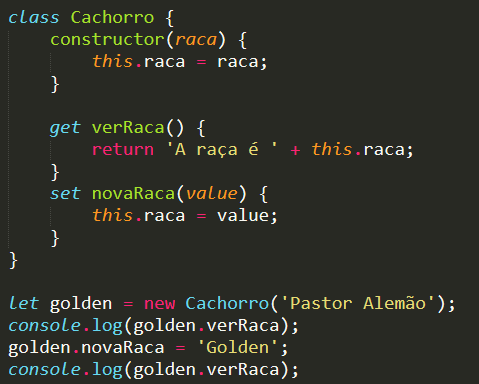 class Cachorro {
    constructor(raca) {
        this.raca = raca;
    }

    get verRaca() {
        return 'A raça é ' + this.raca;
    }
    set novaRaca(value) {
        this.raca = value;
    }
}

let golden = new Cachorro('Pastor Alemão');
console.log(golden.verRaca);
golden.novaRaca = 'Golden';
console.log(golden.verRaca);